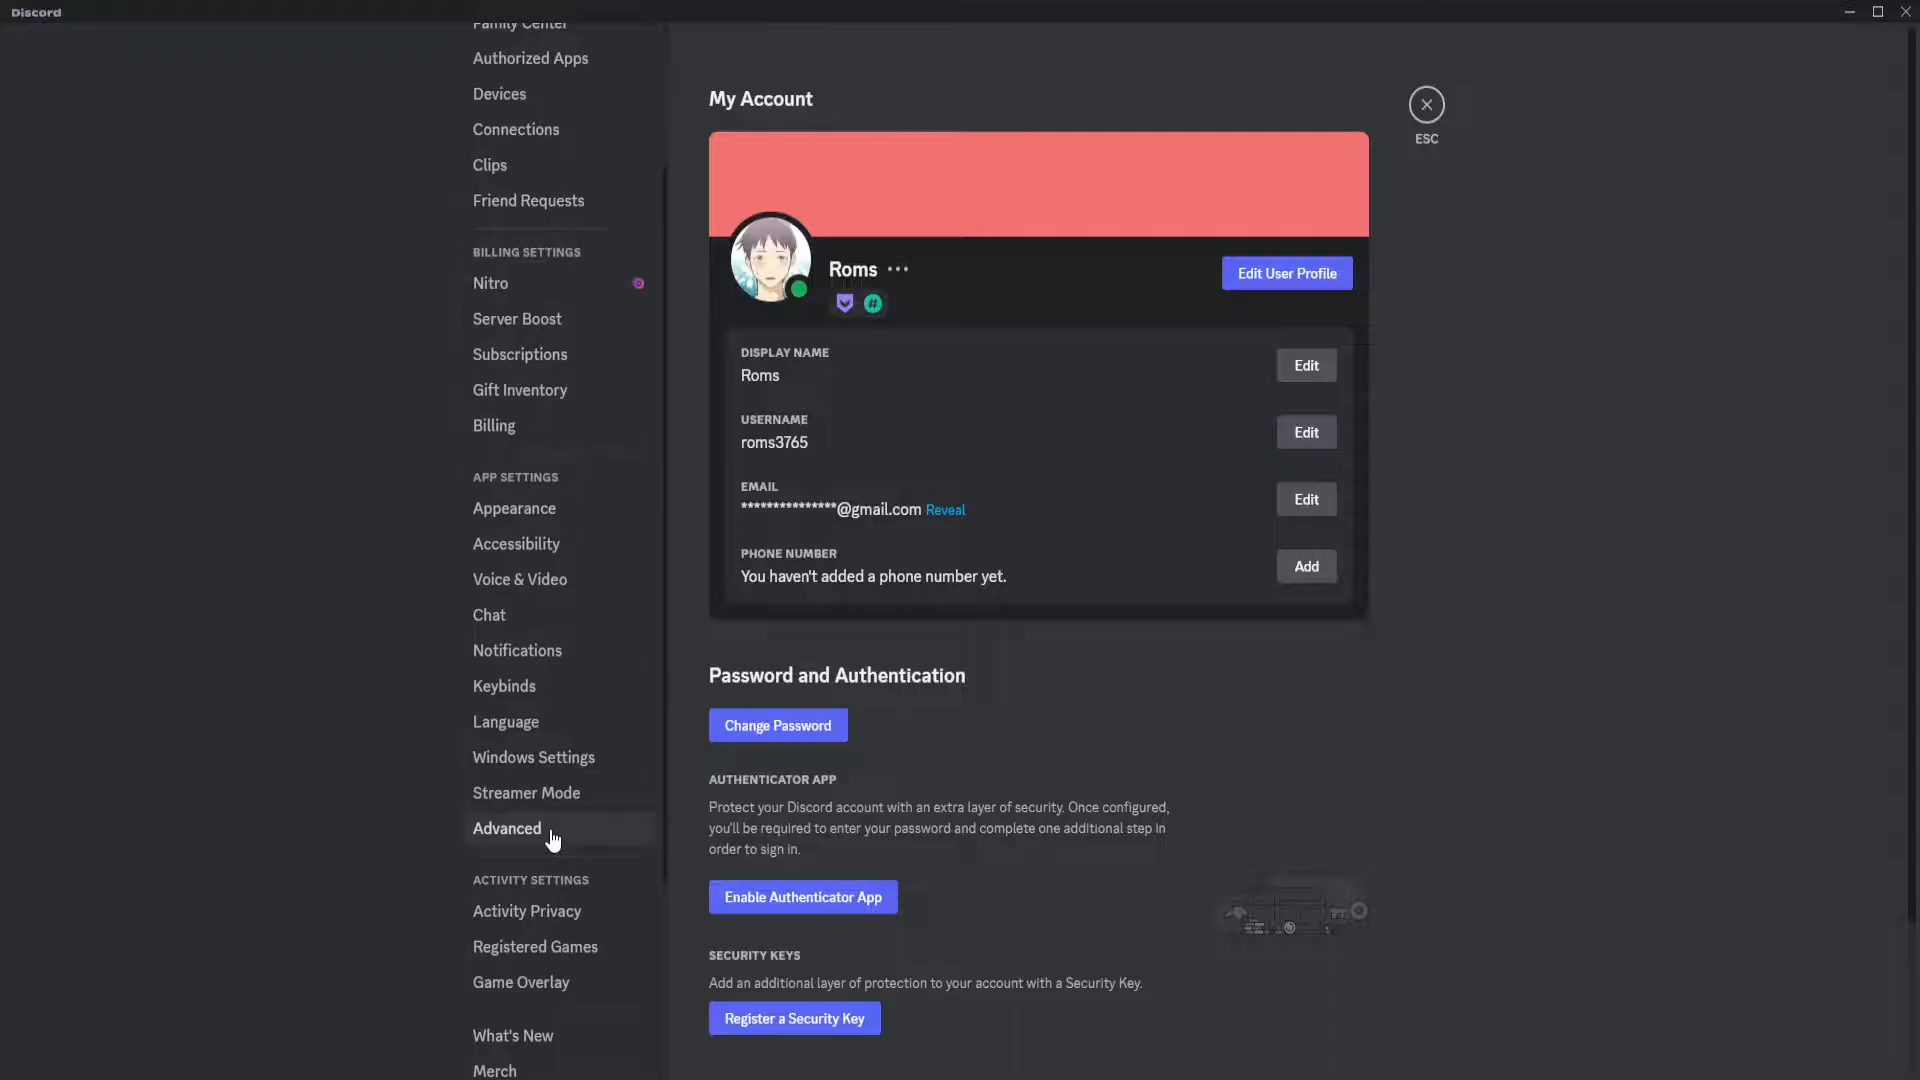 Discord
Family Center
Authorized Apps
Devices
Connections
Clips
Friend Requests
BILLING SETTINGS
Nitro
Server Boost
Subscriptions
Gift Inventory
Billing
APP SETTINGS
Appearance
Accessibility
Voice & Video
Chat
Notifications
Keybinds
Language
Windows Settings
Streamer Mode
Advanced
ACTIVITY SETTINGS
Activity Privacy
Registered Games
Game Overlay
What's New
Merch
My Account
ESC
Roms
Edit User Profile
DISPLAY NAME
Roms
Edit
USERNAME
roms3765
Edit
EMAIL
***************@gmail.com Reveal
Edit
PHONE NUMBER
You haven't added a phone number yet.
Add
Password and Authentication
Change Password
AUTHENTICATOR APP
Protect your Discord account with an extra layer of security. Once configured,
you'll be required to enter your password and complete one additional step in
order to sign in.
Enable Authenticator App
SECURITY KEYS
Add an additional layer of protection to your account with a Security Key.
Register a Security Key